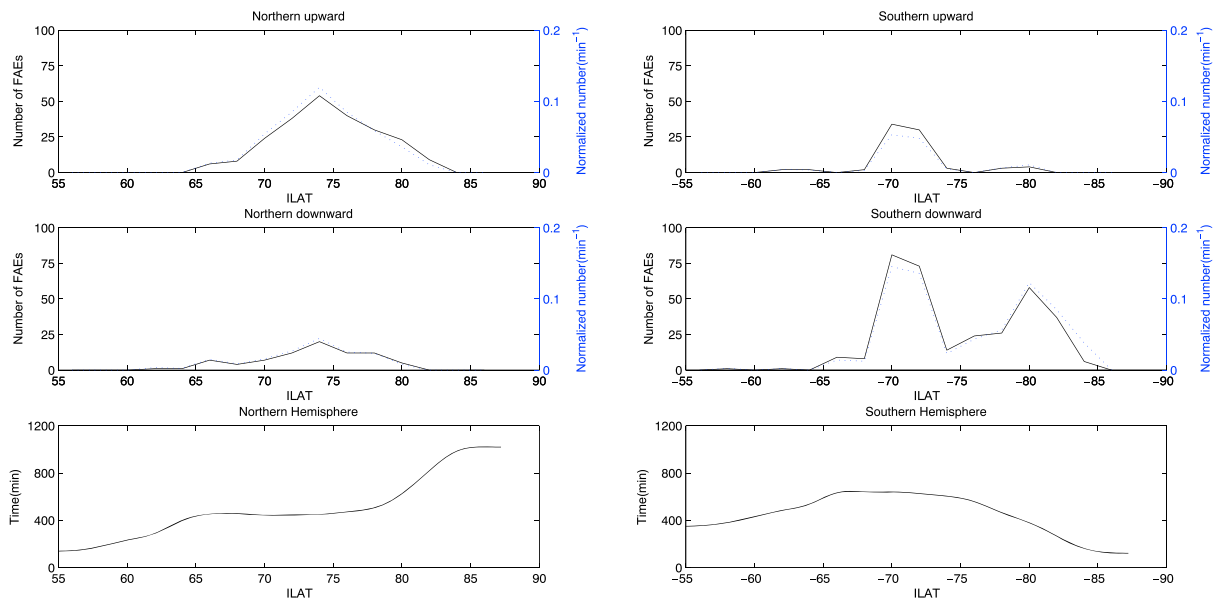 Northern upward
Number of FAEs
100
75
50
25
0
55 60 65 70 75 80 85 90
ILAT
0.2
0.1
0
Normalized number(min−1)
Southern upward
Number of FAEs
100
75
50
25
0
−55 −60 −65 −70 −75 −80 −85 −90
ILAT
0.2
0.1
0
Normalized number(min−1)
Northern downward
Number of FAEs
100
75
50
25
0
55 60 65 70 75 80 85 90
ILAT
0.2
0.1
0
Normalized number(min−1)
Southern downward
Number of FAEs
100
75
50
25
0
−55 −60 −65 −70 −75 −80 −85 −90
ILAT
0.2
0.1
0
Normalized number(min−1)
Northern Hemisphere
Time(min)
1200
800
400
0
55 60 65 70 75 80 85 90
ILAT
Southern Hemisphere
Time(min)
1200
800
400
0
−55 −60 −65 −70 −75 −80 −85 −90
ILAT